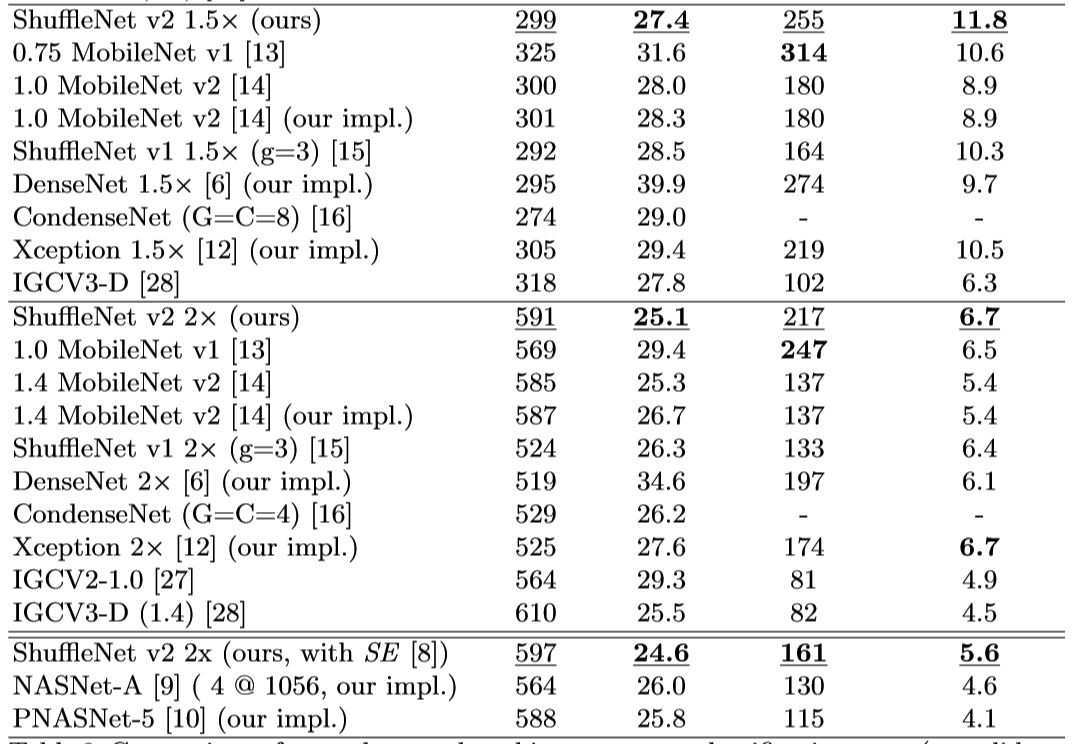 ShuffleNet v2 1.5× (ours) 299 27.4 255 11.8
0.75 MobileNet v1 [13] 325 31.6 314 10.6
1.0 MobileNet v2 [14] 300 28.0 180 8.9
1.0 MobileNet v2 [14] (our impl.) 301 28.3 180 8.9
ShuffleNet v1 1.5× (g=3) [15] 292 28.5 164 10.3
DenseNet 1.5× [6] (our impl.) 295 39.9 274 9.7
CondenseNet (G=C=8) [16] 274 29.0 - -
Xception 1.5× [12] (our impl.) 305 29.4 219 10.5
IGCV3-D [28] 318 27.8 102 6.3
ShuffleNet v2 2× (ours) 591 25.1 217 6.7
1.0 MobileNet v1 [13] 569 29.4 247 6.5
1.4 MobileNet v2 [14] 585 25.3 137 5.4
1.4 MobileNet v2 [14] (our impl.) 587 26.7 137 5.4
ShuffleNet v1 2× (g=3) [15] 524 26.3 133 6.4
DenseNet 2× [6] (our impl.) 519 34.6 197 6.1
CondenseNet (G=C=4) [16] 529 26.2 - -
Xception 2× [12] (our impl.) 525 27.6 174 6.7
IGCV2-1.0 [27] 564 29.3 81 4.9
IGCV3-D (1.4) [28] 610 25.5 82 4.5
ShuffleNet v2 2x (ours, with SE [8]) 597 24.6 161 5.6
NASNet-A [9] ( 4 @ 1056, our impl.) 564 26.0 130 4.6
PNASNet-5 [10] (our impl.) 588 25.8 115 4.1